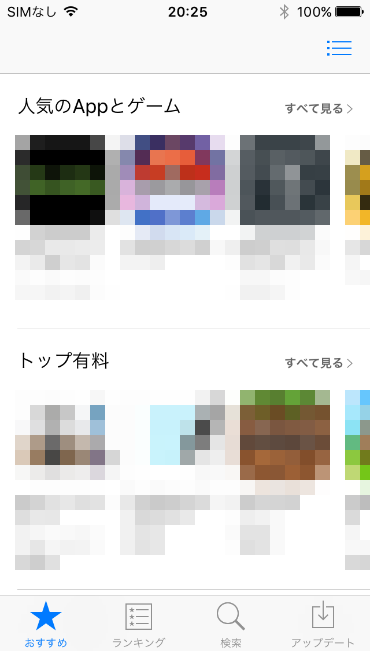 SIMなし 20:25 100%
人気のAppとゲーム すべて見る
トップ有料 すべて見る
おすすめ ランキング 検索 アップデート